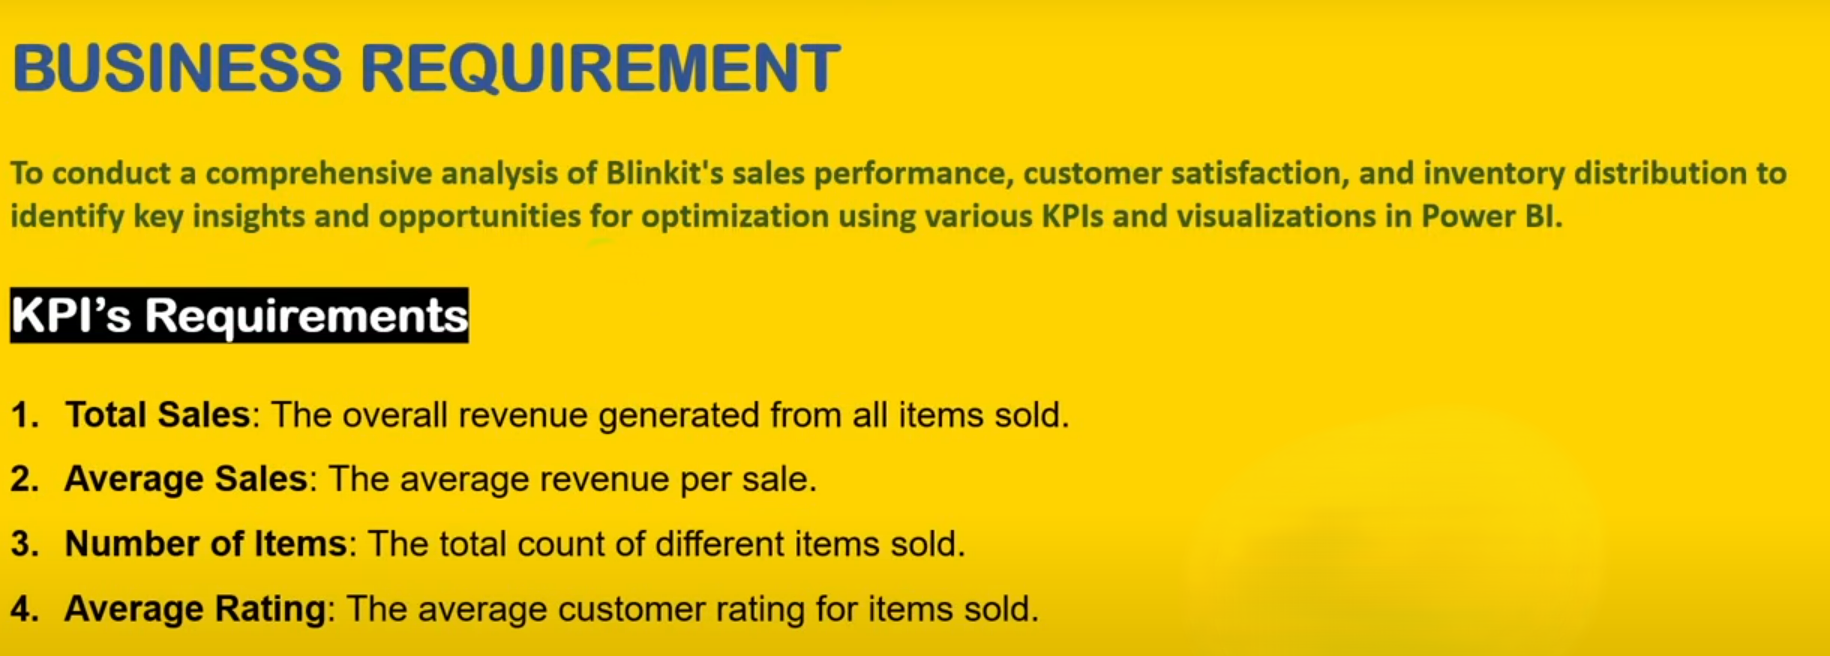 BUSINESS REQUIREMENT
To conduct a comprehensive analysis of Blinkit's sales performance, customer satisfaction, and inventory distribution to
identify key insights and opportunities for optimization using various KPIs and visualizations in Power BI.
KPI’s Requirements
1. Total Sales: The overall revenue generated from all items sold.
2. Average Sales: The average revenue per sale.
3. Number of Items: The total count of different items sold.
4. Average Rating: The average customer rating for items sold.